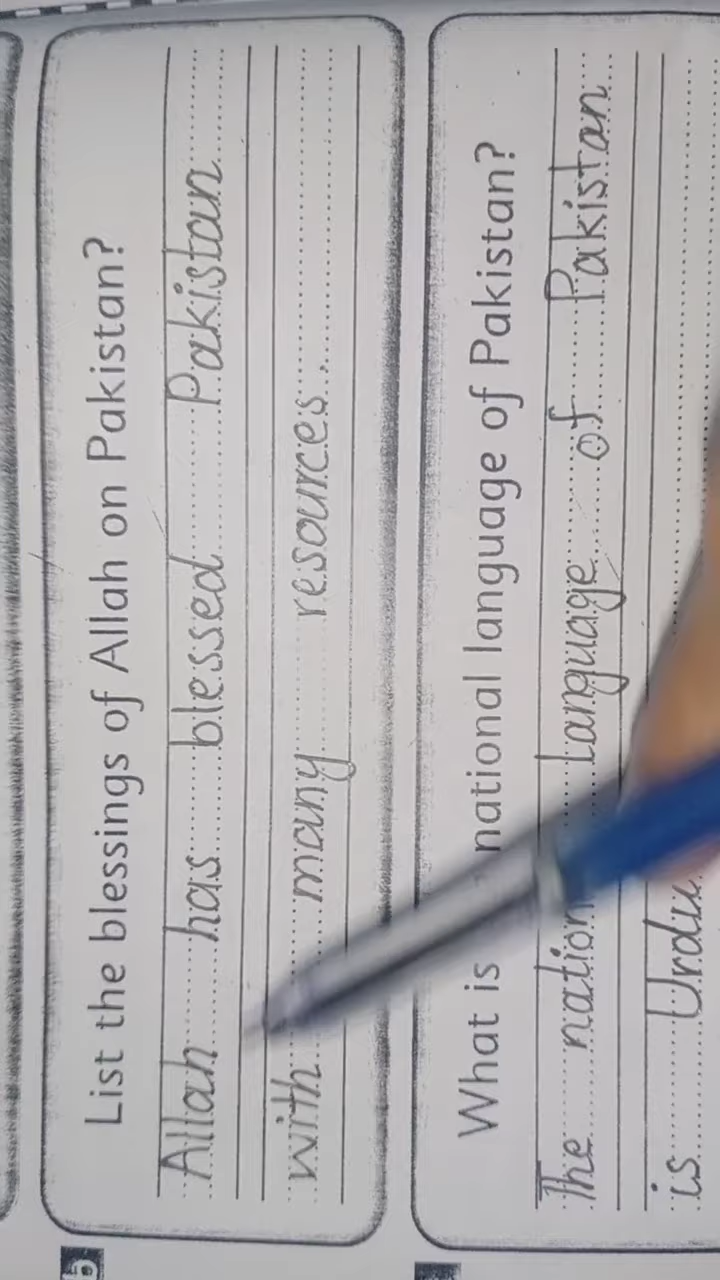 b
List the blessings of Allah on Pakistan?
Allah has blessed Pakistan
with many resources.
What is national language of Pakistan?
The language of Pakistan
is Urdu